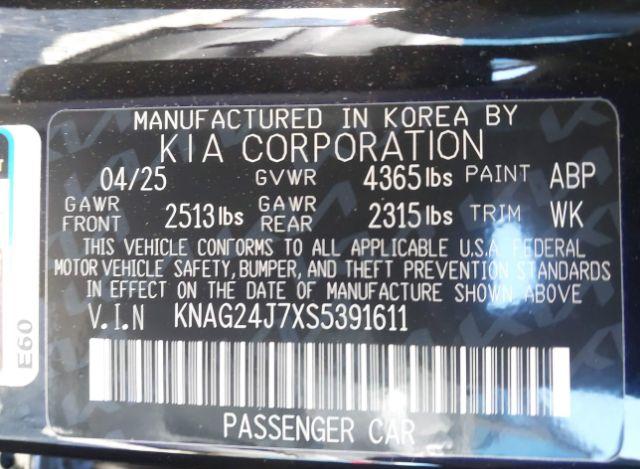 MANUFACTURED IN KOREA BY
KIA CORPORATION
04/25 GVWR 4365 lbs PAINT ABP
GAWR FRONT 2513 lbs GAWR REAR 2315 lbs TRIM WK
THIS VEHICLE CONFORMS TO ALL APPLICABLE U.S.A. FEDERAL
MOTOR VEHICLE SAFETY, BUMPER, AND THEFT PREVENTION STANDARDS
IN EFFECT ON THE DATE OF MANUFACTURE SHOWN ABOVE.
V.I.N KNAG24J7XS5391611
PASSENGER CAR
E60